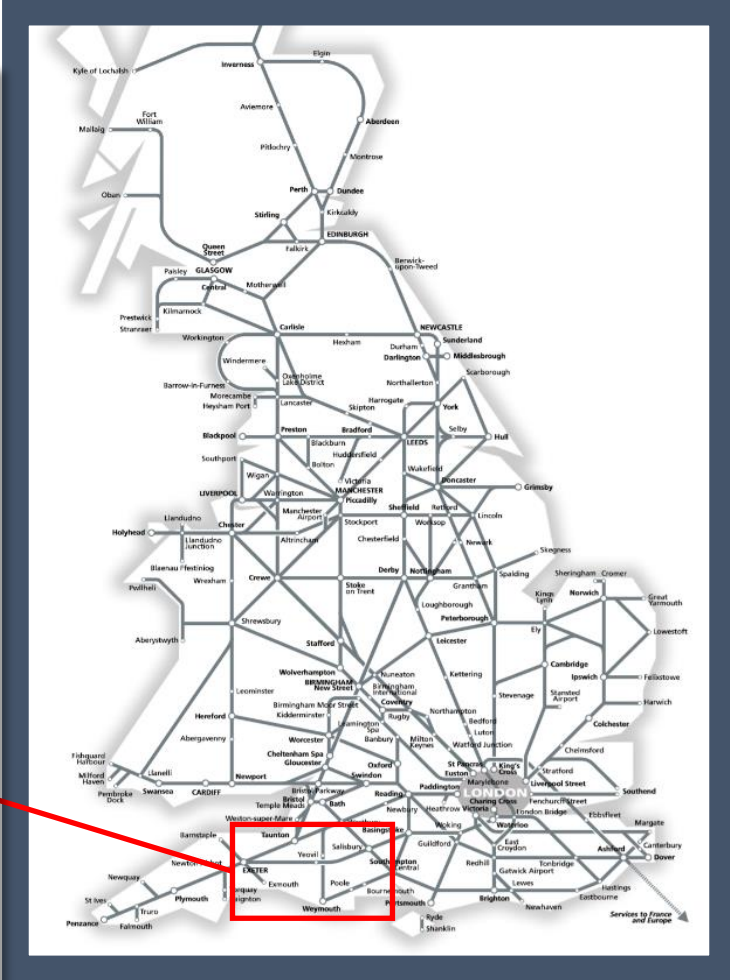 Elgin
Inverness
Kyle of Lochalsh
Aviemore
Fort
William
Aberdeen
Mallaig
Pitlochry
Montrose
Perth
Dundee
Oban
Stirling
Kirkcaldy
EDINBURGH
Queen
Street
Falkirk
Berwick-
upon-Tweed
Paisley
GLASGOW
Central
Motherwell
Prestwick
Kilmarnock
Stranraer
Carlisle
NEWCASTLE
Workington
Hexham
Sunderland
Durham
Darlington
Middlesbrough
Windermere
Scarborough
Oxenholme
Lake District
Barrow-in-Furness
Northallerton
Morecambe
Heysham Port
Lancaster
Harrogate
Skipton
York
Blackpool
Preston
Bradford
Selby
Hull
Blackburn
LEEDS
Southport
Huddersfield
Bolton
Wakefield
Wigan
Victoria
Doncaster
LIVERPOOL
Warrington
MANCHESTER
Piccadilly
Grimsby
Manchester
Airport
Sheffield
Retford
Llandudno
Stockport
Worksop
Lincoln
Holyhead
Chester
Llandudno
Junction
Altrincham
Chesterfield
Newark
Skegness
Blaenau Ffestiniog
Derby
Nottingham
Pwllheli
Wrexham
Crewe
Stoke
on Trent
Grantham
Spalding
Sheringham
Cromer
Kings
Lynn
Norwich
Great
Yarmouth
Loughborough
Peterborough
Shrewsbury
Ely
Lowestoft
Aberystwyth
Stafford
Leicester
Cambridge
Wolverhampton
Nuneaton
Kettering
Ipswich
Felixstowe
BIRMINGHAM
New Street
Birmingham
International
Leominster
Stevenage
Stansted
Airport
Harwich
Birmingham Moor Street
Coventry
Hereford
Kidderminster
Rugby
Northampton
Colchester
Leamington
Spa
Bedford
Abergavenny
Worcester
Banbury
Milton
Keynes
Luton
Cheltenham Spa
Watford Junction
Chelmsford
Fishguard
Harbour
Gloucester
Oxford
St Pancras
King's
Cross
Llanelli
Newport
Swindon
Euston
Stratford
Milford
Haven
Marylebone
Liverpool Street
Pembroke
Dock
Swansea
CARDIFF
Bristol Parkway
Paddington
LONDON
Southend
Bristol
Temple Meads
Bath
Reading
Charing Cross
Fenchurch Street
Newbury
Heathrow
Victoria
London Bridge
Ebbsfleet
Weston-super-Mare
Waterloo
Margate
Barnstaple
Taunton
Basingstoke
Woking
Salisbury
Guildford
East
Croydon
Canterbury
Ashford
Yeovil
Dover
EXETER
Southampton
Central
Redhill
Tonbridge
Gatwick Airport
Newquay
Exmouth
Poole
Bournemouth
Lewes
Hastings
St Ives
Plymouth
Portsmouth
Brighton
Eastbourne
Truro
Weymouth
Newhaven
Penzance
Falmouth
Ryde
Shanklin
Services to France
and Europe